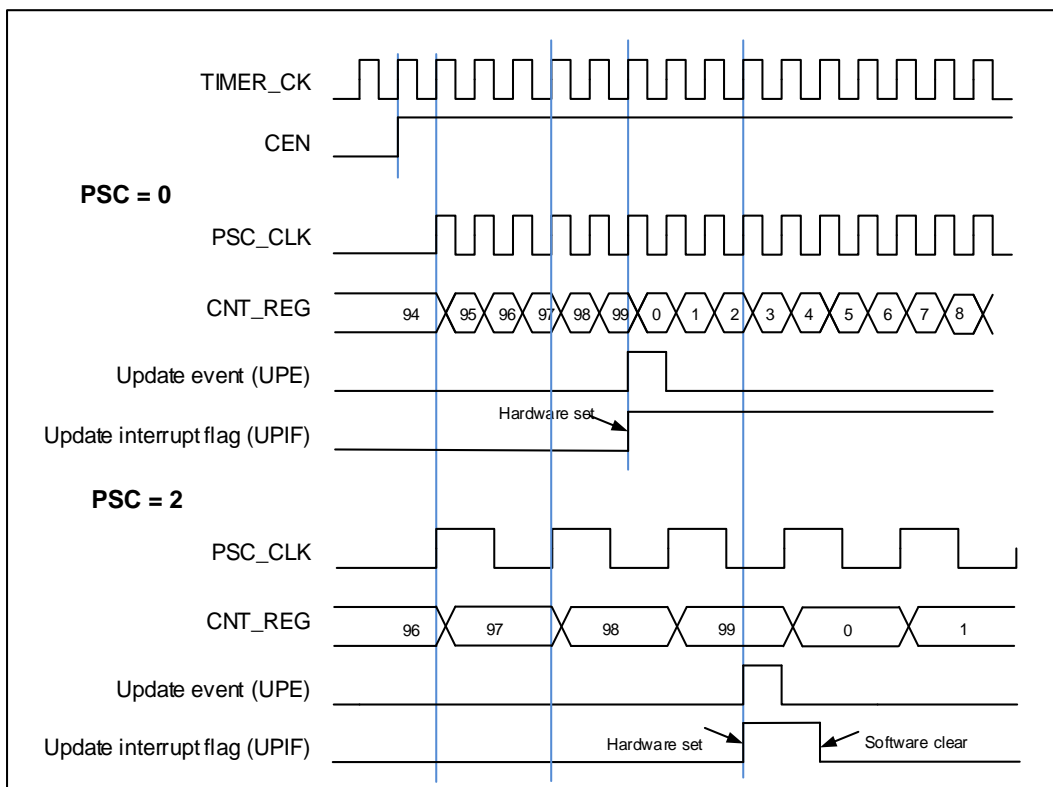 TIMER_CK
CEN
PSC = 0
PSC_CLK
CNT_REG
94 95 96 97 98 99 0 1 2 3 4 5 6 7 8
Update event (UPE)
Hardware set
Update interrupt flag (UPIF)
PSC = 2
PSC_CLK
CNT_REG
96 97 98 99 0 1
Update event (UPE)
Update interrupt flag (UPIF) Hardware set Software clear